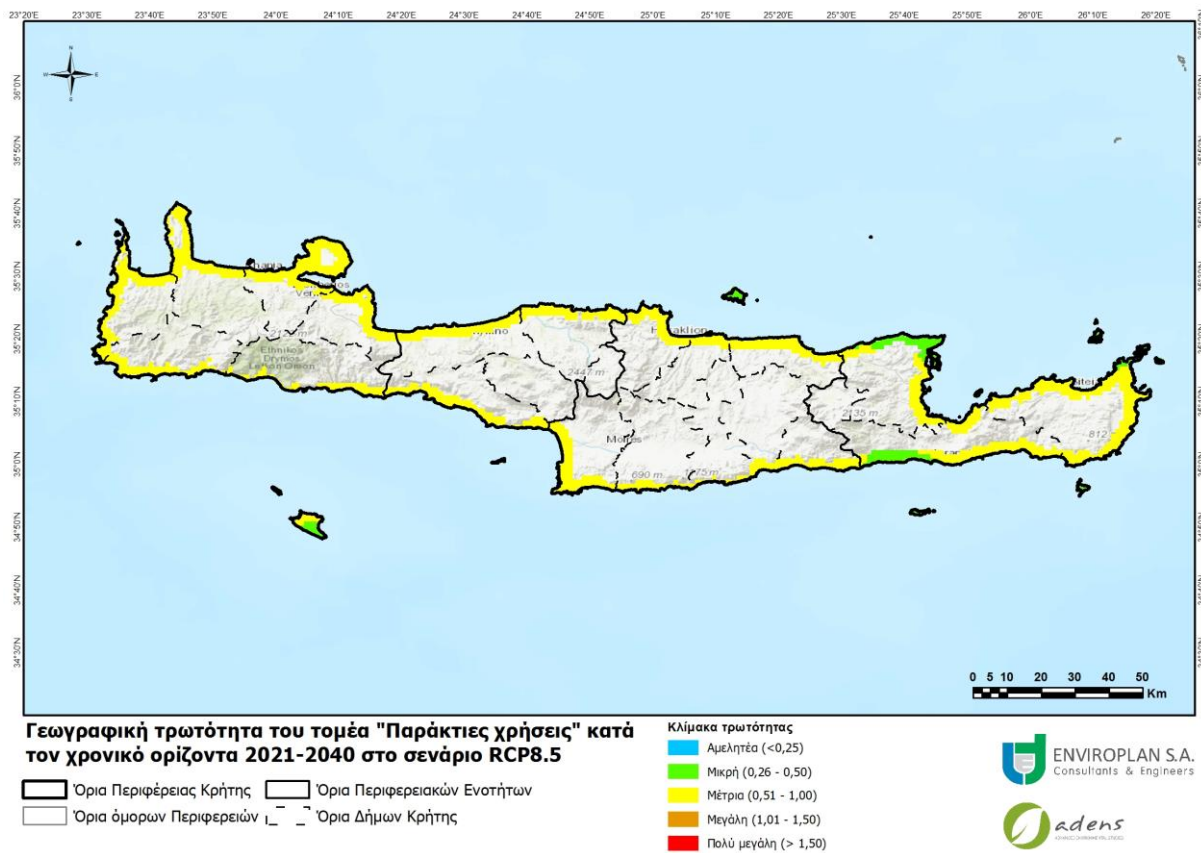 23°20'E 23°30'E 23°40'E 23°50'E 24°0'E 24°10'E 24°20'E 24°30'E 24°40'E 24°50'E 25°0'E 25°10'E 25°20'E 25°30'E 25°40'E 25°50'E 26°0'E 26°10'E 26°20'E
N
W E
S
36°0'N
35°50'N
35°40'N
35°30'N
35°20'N
35°10'N
35°0'N
34°50'N
34°40'N
34°30'N
Ethnikos
Drymos
2447 m
2135 m
Moires
690 m
812
0 5 10 20 30 40 50
Km
Γεωγραφική τρωτότητα του τομέα "Παράκτιες χρήσεις" κατά
τον χρονικό ορίζοντα 2021-2040 στο σενάριο RCP8.5
Όρια Περιφέρειας Κρήτης Όρια Περιφερειακών Ενοτήτων
Όρια όμορων Περιφερειών Όρια Δήμων Κρήτης
Κλίμακα τρωτότητας
Αμελητέα (<0,25)
Μικρή (0,26 - 0,50)
Μέτρια (0,51 - 1,00)
Μεγάλη (1,01 - 1,50)
Πολύ μεγάλη (> 1,50)
ENVIROPLAN S.A.
Consultants & Engineers
adens